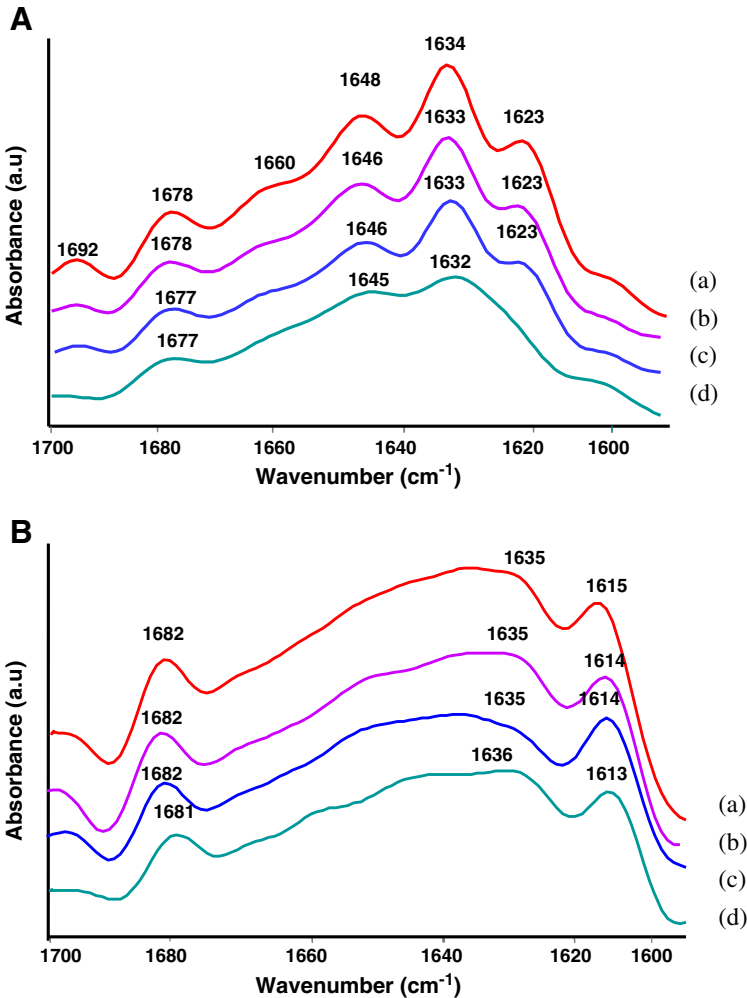 A
1634
1648
1633
1623
1660
1646
1633
1623
1678
1692
1678
1646
1632
1623
1677
1645
1677
(a)
(b)
(c)
(d)
Absorbance (a.u)
1700 1680 1660 1640 1620 1600
Wavenumber (cm-1)
B
1635
1615
1682
1635
1614
1682
1635
1614
1682
1636
1613
1681
(a)
(b)
(c)
(d)
Absorbance (a.u)
1700 1680 1660 1640 1620 1600
Wavenumber (cm-1)